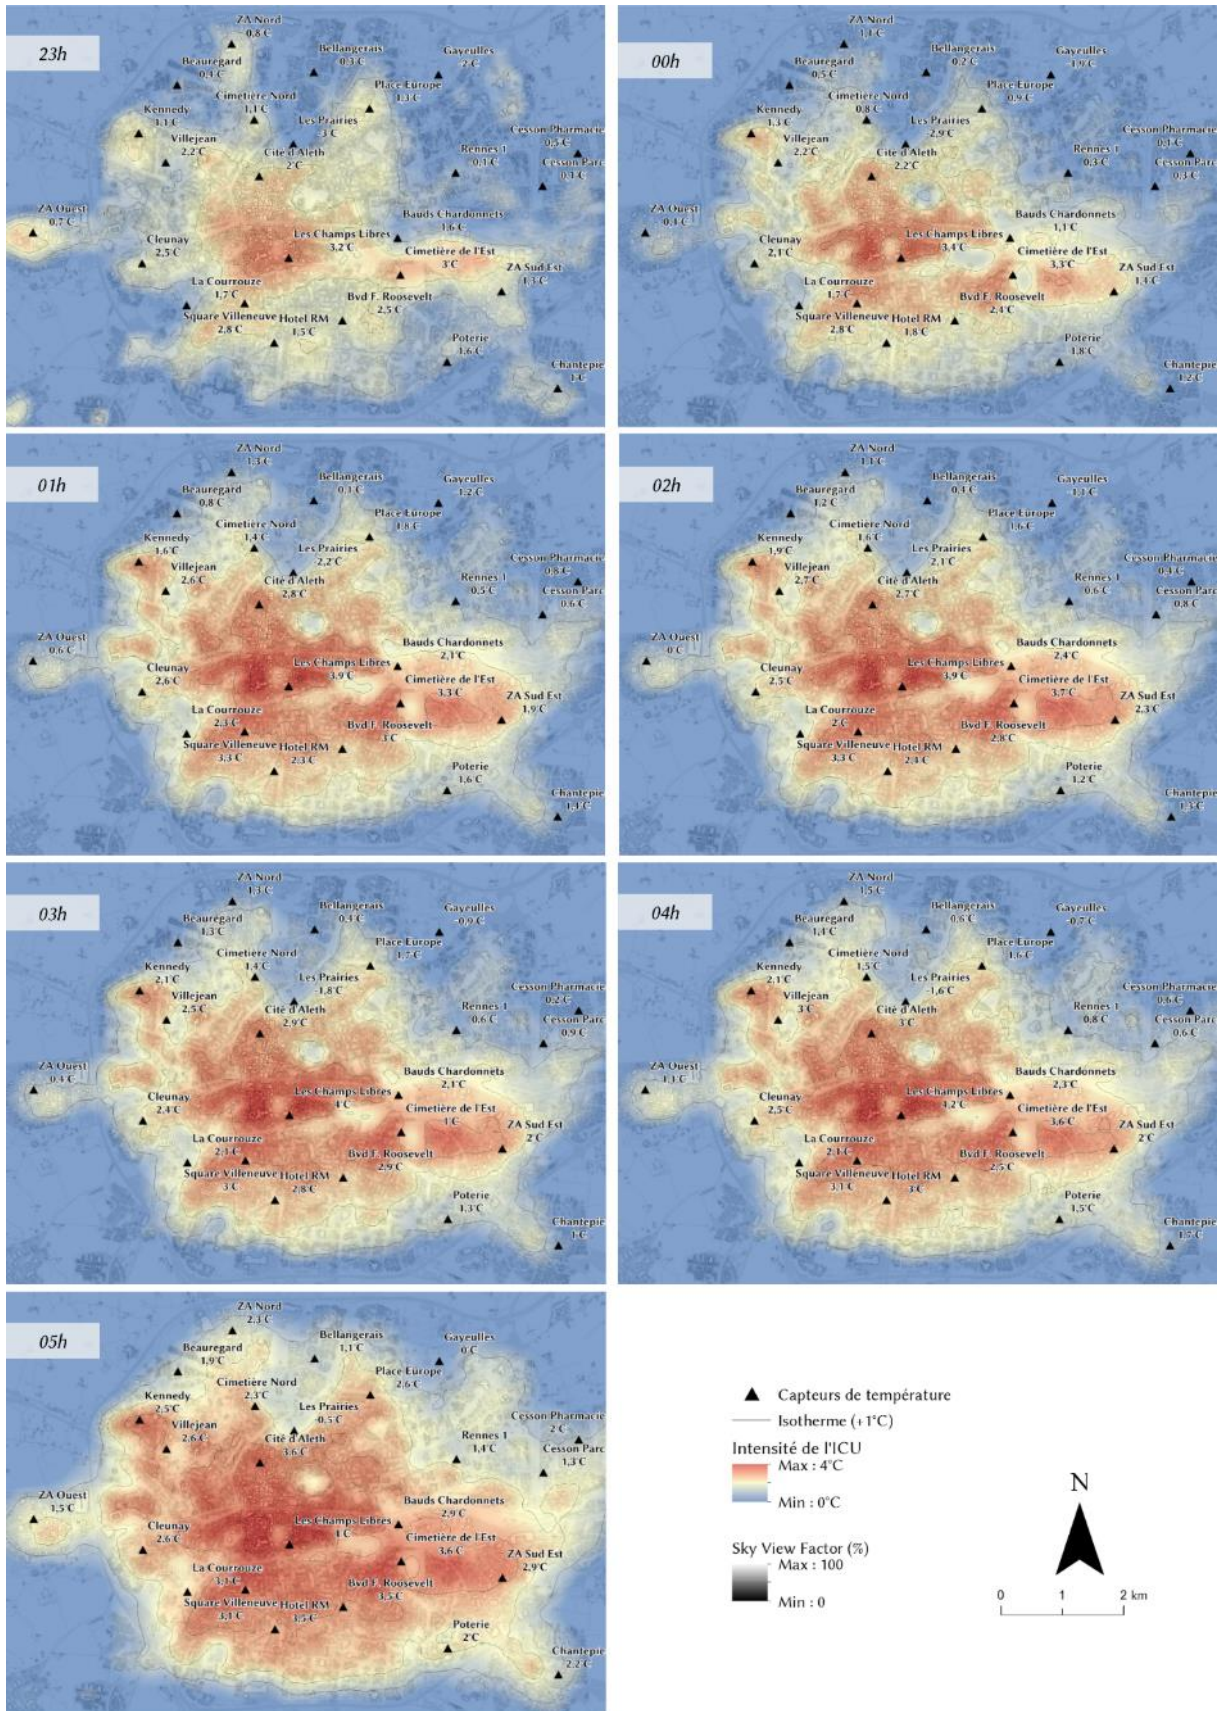 23h
ZA Nord
0,8°C
Bellangerais
0,3°C
Gayeulles
-2°C
Beauregard
0,4°C
Place Europe
1,3°C
Cimetière Nord
1,1°C
Kennedy
1,1°C
Les Prairies
-3°C
Villejean
2,2°C
Cité d'Aleth
2°C
Rennes 1
-0,1°C
Cesson Pharmacie
0,5°C
Cesson Parc
0,1°C
ZA Ouest
0,7°C
Bauds Chardonnets
1,6°C
Cleunay
2,5°C
Les Champs Libres
3,2°C
Cimetière de l'Est
3°C
La Courrouze
1,7°C
ZA Sud Est
1,3°C
Bvd F. Roosevelt
2,5°C
Square Villeneuve
2,8°C
Hotel RM
1,5°C
Poterie
1,6°C
Chantepie
1°C
00h
ZA Nord
1,1°C
Bellangerais
0,2°C
Gayeulles
-1,9°C
Beauregard
0,5°C
Place Europe
0,9°C
Cimetière Nord
0,8°C
Kennedy
1,3°C
Les Prairies
-2,9°C
Villejean
2,2°C
Cité d'Aleth
2,2°C
Rennes 1
0,3°C
Cesson Pharmacie
0,1°C
Cesson Parc
0,3°C
ZA Ouest
Bauds Chardonnets
1,1°C
Cleunay
2,1°C
Les Champs Libres
3,4°C
Cimetière de l'Est
3,3°C
La Courrouze
1,7°C
ZA Sud Est
1,4°C
Bvd F. Roosevelt
2,4°C
Square Villeneuve
2,8°C
Hotel RM
1,8°C
Poterie
1,8°C
Chantepie
1,2°C
01h
ZA Nord
1,3°C
Bellangerais
0,1°C
Gayeulles
-1,2°C
Beauregard
0,8°C
Place Europe
1,8°C
Cimetière Nord
1,4°C
Kennedy
1,6°C
Les Prairies
-2,2°C
Villejean
2,6°C
Cité d'Aleth
2,8°C
Rennes 1
0,5°C
Cesson Pharmacie
0,8°C
Cesson Parc
0,6°C
ZA Ouest
0,6°C
Bauds Chardonnets
2,1°C
Cleunay
2,6°C
Les Champs Libres
3,9°C
Cimetière de l'Est
3,3°C
La Courrouze
2,3°C
ZA Sud Est
1,9°C
Bvd F. Roosevelt
3°C
Square Villeneuve
3,3°C
Hotel RM
2,3°C
Poterie
1,6°C
Chantepie
1,4°C
02h
ZA Nord
1,1°C
Bellangerais
0,4°C
Gayeulles
-1,1°C
Beauregard
1,2°C
Place Europe
1,6°C
Cimetière Nord
1,6°C
Kennedy
1,9°C
Les Prairies
2,1°C
Villejean
2,7°C
Cité d'Aleth
2,7°C
Rennes 1
0,6°C
Cesson Pharmacie
0,4°C
Cesson Parc
0,8°C
ZA Ouest
0°C
Bauds Chardonnets
2,4°C
Cleunay
2,5°C
Les Champs Libres
3,9°C
Cimetière de l'Est
3,7°C
La Courrouze
2°C
ZA Sud Est
2,3°C
Bvd F. Roosevelt
2,8°C
Square Villeneuve
3,3°C
Hotel RM
2,4°C
Poterie
1,2°C
Chantepie
1,3°C
03h
ZA Nord
1,3°C
Bellangerais
0,4°C
Gayeulles
-0,9°C
Beauregard
1,3°C
Place Europe
1,7°C
Cimetière Nord
1,4°C
Kennedy
2,1°C
Les Prairies
-1,8°C
Villejean
2,5°C
Cité d'Aleth
2,9°C
Rennes 1
0,6°C
Cesson Pharmacie
0,2°C
Cesson Parc
0,9°C
ZA Ouest
0,4°C
Bauds Chardonnets
2,1°C
Cleunay
2,4°C
Les Champs Libres
4°C
Cimetière de l'Est
4°C
La Courrouze
2,1°C
ZA Sud Est
2°C
Bvd F. Roosevelt
2,9°C
Square Villeneuve
3°C
Hotel RM
2,8°C
Poterie
1,3°C
Chantepie
1°C
04h
ZA Nord
1,5°C
Bellangerais
0,6°C
Gayeulles
-0,7°C
Beauregard
1,4°C
Place Europe
1,6°C
Cimetière Nord
1,5°C
Kennedy
2,1°C
Les Prairies
-1,6°C
Villejean
3°C
Cité d'Aleth
3°C
Rennes 1
0,8°C
Cesson Pharmacie
0,6°C
Cesson Parc
0,6°C
ZA Ouest
1,1°C
Bauds Chardonnets
2,3°C
Cleunay
2,5°C
Les Champs Libres
4,2°C
Cimetière de l'Est
3,6°C
La Courrouze
2,1°C
ZA Sud Est
2°C
Bvd F. Roosevelt
2,5°C
Square Villeneuve
3,1°C
Hotel RM
3°C
Poterie
1,5°C
Chantepie
1,7°C
05h
ZA Nord
2,3°C
Bellangerais
1,1°C
Gayeulles
0°C
Beauregard
1,9°C
Place Europe
2,6°C
Cimetière Nord
2,3°C
Kennedy
2,5°C
Les Prairies
-0,5°C
Villejean
2,6°C
Cité d'Aleth
3,6°C
Rennes 1
1,4°C
Cesson Pharmacie
2°C
Cesson Parc
1,3°C
ZA Ouest
1,5°C
Bauds Chardonnets
2,9°C
Cleunay
2,6°C
Les Champs Libres
4°C
Cimetière de l'Est
3,6°C
La Courrouze
3,1°C
ZA Sud Est
2,9°C
Bvd F. Roosevelt
3,5°C
Square Villeneuve
3,1°C
Hotel RM
3,5°C
Poterie
2°C
Chantepie
2,2°C
Capteurs de température
Isotherme (+1°C)
Intensité de l'ICU
Max : 4°C
Min : 0°C
Sky View Factor (%)
Max : 100
Min : 0
N
0 1 2 km